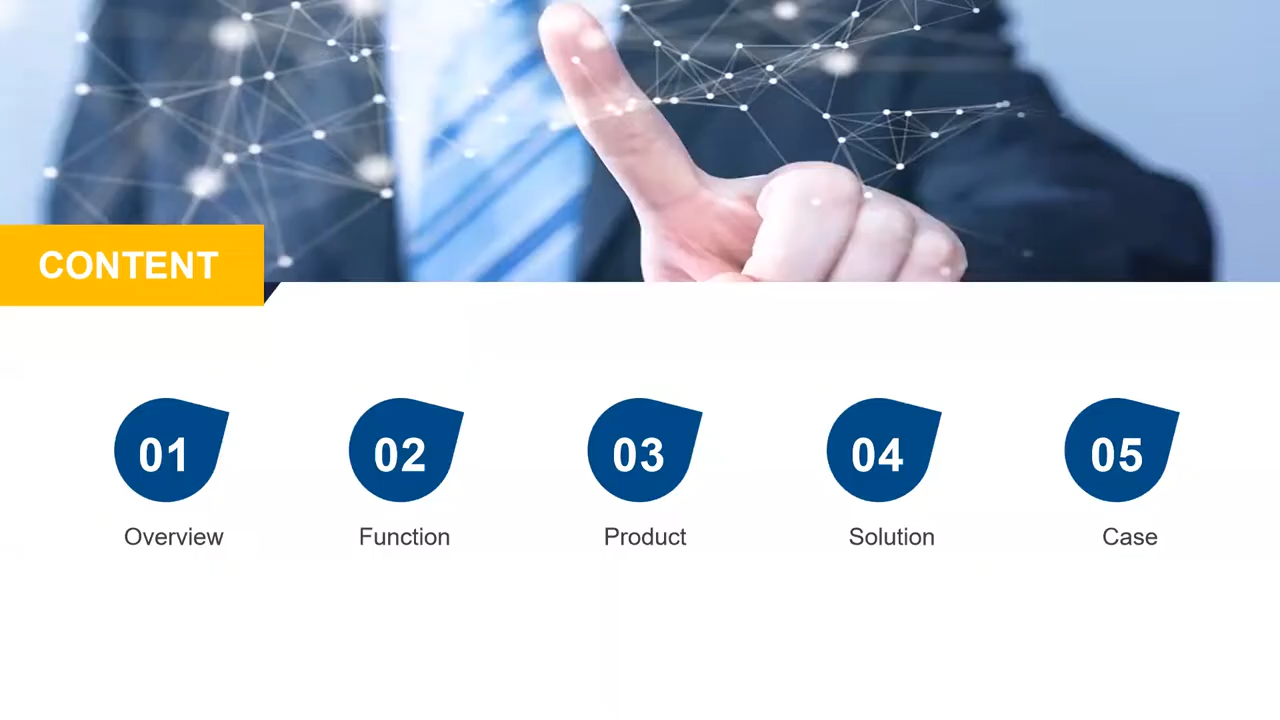 CONTENT
01
02
03
04
05
Overview
Function
Product
Solution
Case